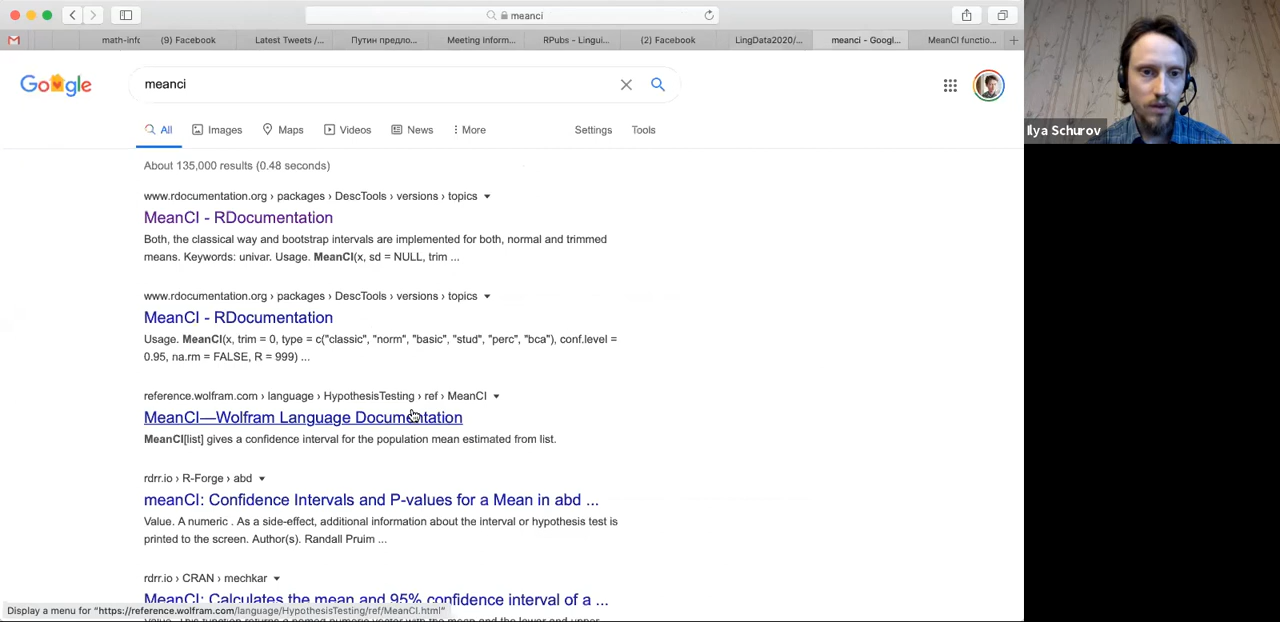 meanci
math-info
(9) Facebook
Latest Tweets /...
Путин предло...
Meeting Inform...
RPubs - Lingui...
(2) Facebook
LingData2020/...
meanci - Googl...
MeanCI functio...
Google
meanci
All
Images
Maps
Videos
News
More
Settings
Tools
About 135,000 results (0.48 seconds)
www.rdocumentation.org › packages › DescTools › versions › topics
MeanCI - RDocumentation
Both, the classical way and bootstrap intervals are implemented for both, normal and trimmed
means. Keywords: univar. Usage. MeanCI(x, sd = NULL, trim ...
www.rdocumentation.org › packages › DescTools › versions › topics
MeanCI - RDocumentation
Usage. MeanCI(x, trim = 0, type = c("classic", "norm", "basic", "stud", "perc", "bca"), conf.level =
0.95, na.rm = FALSE, R = 999) ...
reference.wolfram.com › language › HypothesisTesting › ref › MeanCI
MeanCI—Wolfram Language Documentation
MeanCI[list] gives a confidence interval for the population mean estimated from list.
rdrr.io › R-Forge › abd
meanCI: Confidence Intervals and P-values for a Mean in abd ...
Value. A numeric . As a side-effect, additional information about the interval or hypothesis test is
printed to the screen. Author(s). Randall Pruim ...
rdrr.io › CRAN › mechkar
MeanCI: Calculates the mean and 95% confidence interval of a ...
Display a menu for "https://reference.wolfram.com/language/HypothesisTesting/ref/MeanCI.html"
Ilya Schurov